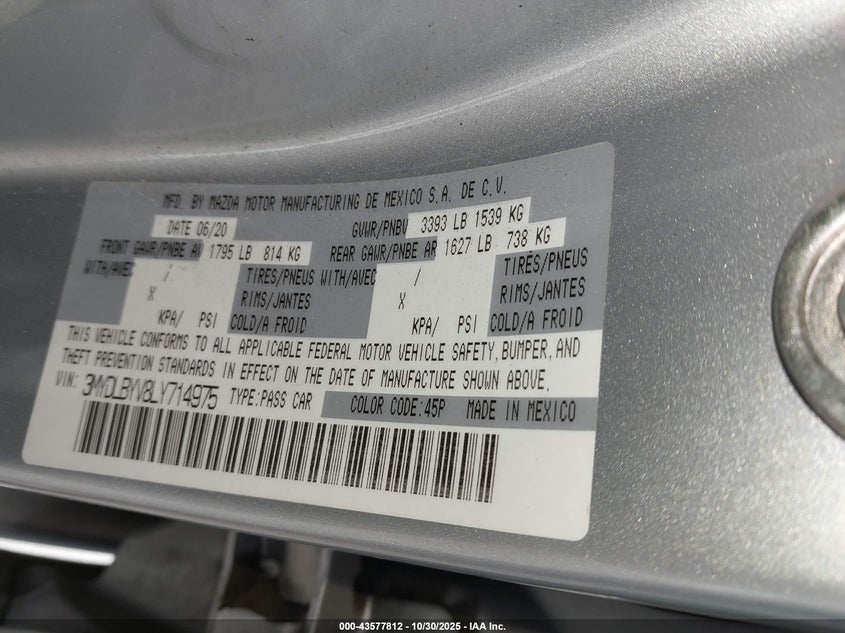 MFD. BY MAZDA MOTOR MANUFACTURING DE MEXICO S.A. DE C.V.
DATE 06/20 GVWR/PNBV 3393 LB 1539 KG
FRONT GAWR/PNBE AV 1795 LB 814 KG REAR GAWR/PNBE AR 1627 LB 738 KG
WITH/AVEC / TIRES/PNEUS WITH/AVEC / TIRES/PNEUS
X RIMS/JANTES X RIMS/JANTES
KPA/ PSI COLD/A FROID KPA/ PSI COLD/A FROID
THIS VEHICLE CONFORMS TO ALL APPLICABLE FEDERAL MOTOR VEHICLE SAFETY, BUMPER, AND
THEFT PREVENTION STANDARDS IN EFFECT ON THE DATE OF MANUFACTURE SHOWN ABOVE.
VIN: 3MYDLBYV8LY714975 TYPE:PASS CAR COLOR CODE:45P MADE IN MEXICO
000-43577812 - 10/30/2025 - IAA Inc.